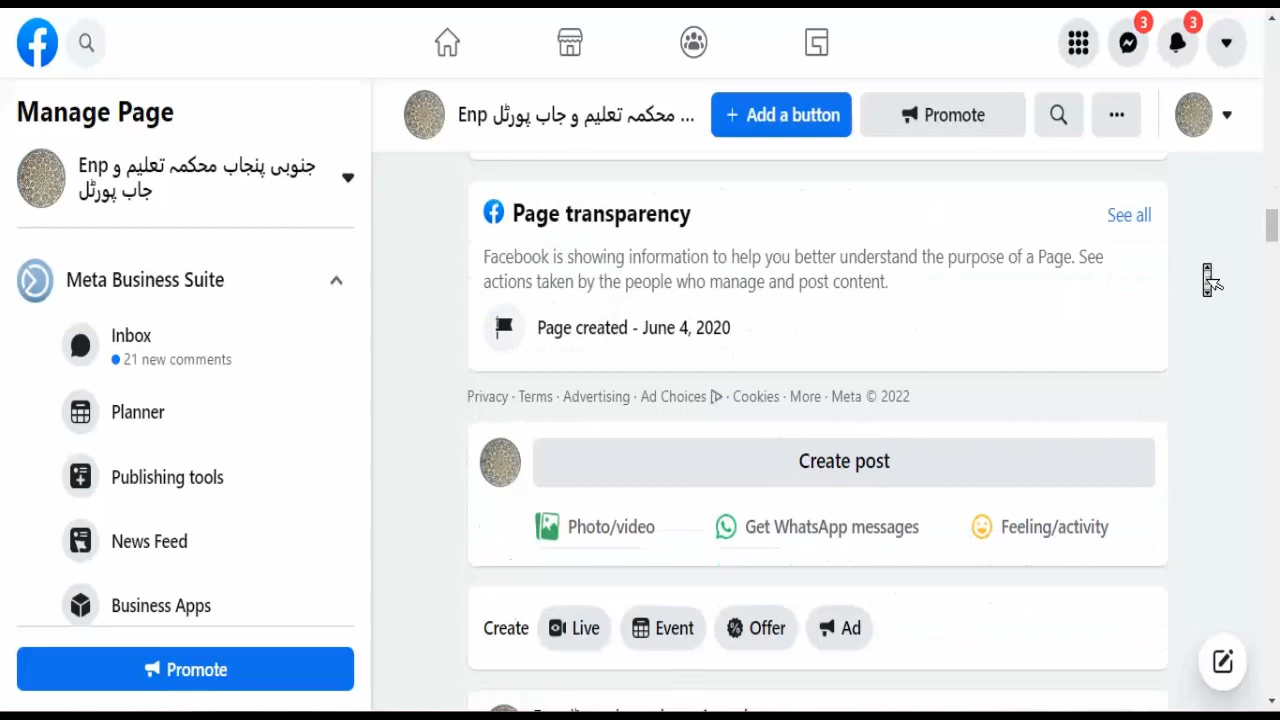 3
3
Manage Page
Enp محکمہ تعلیم و جاب پورٹل ...
+ Add a button
Promote
جنوبی پنجاب محکمہ تعلیم و Enp
جاب پورٹل
Page transparency
See all
Facebook is showing information to help you better understand the purpose of a Page. See
actions taken by the people who manage and post content.
Page created - June 4, 2020
Meta Business Suite
Inbox
21 new comments
Planner
Publishing tools
News Feed
Business Apps
Promote
Privacy · Terms · Advertising · Ad Choices · Cookies · More · Meta © 2022
Create post
Photo/video
Get WhatsApp messages
Feeling/activity
Create
Live
Event
Offer
Ad